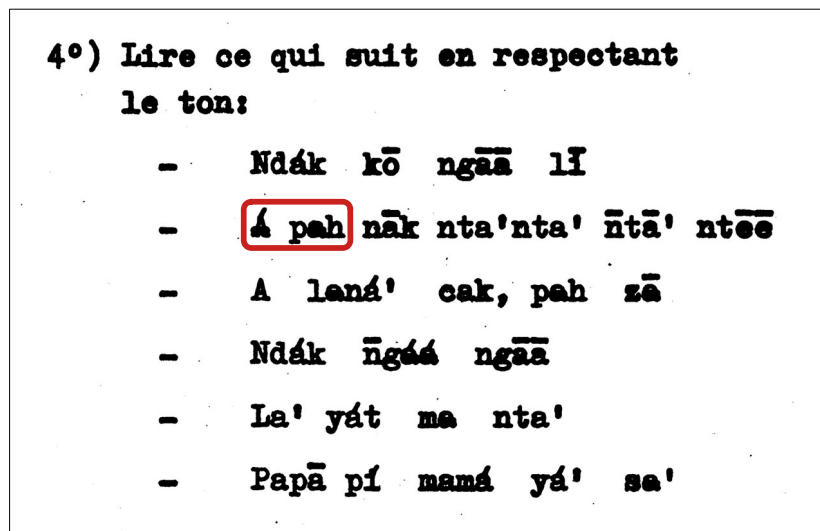 4º) Lire ce qui suit en respectant
le ton:
- Ndák kō ngāā lī
- Á pah nāk nta'nta' n̄tā' ntēē
- A laná' cak, pah zā
- Ndák n̄gáá ngāā
- La' yát ma nta'
- Papā pí mamá yá' sa'